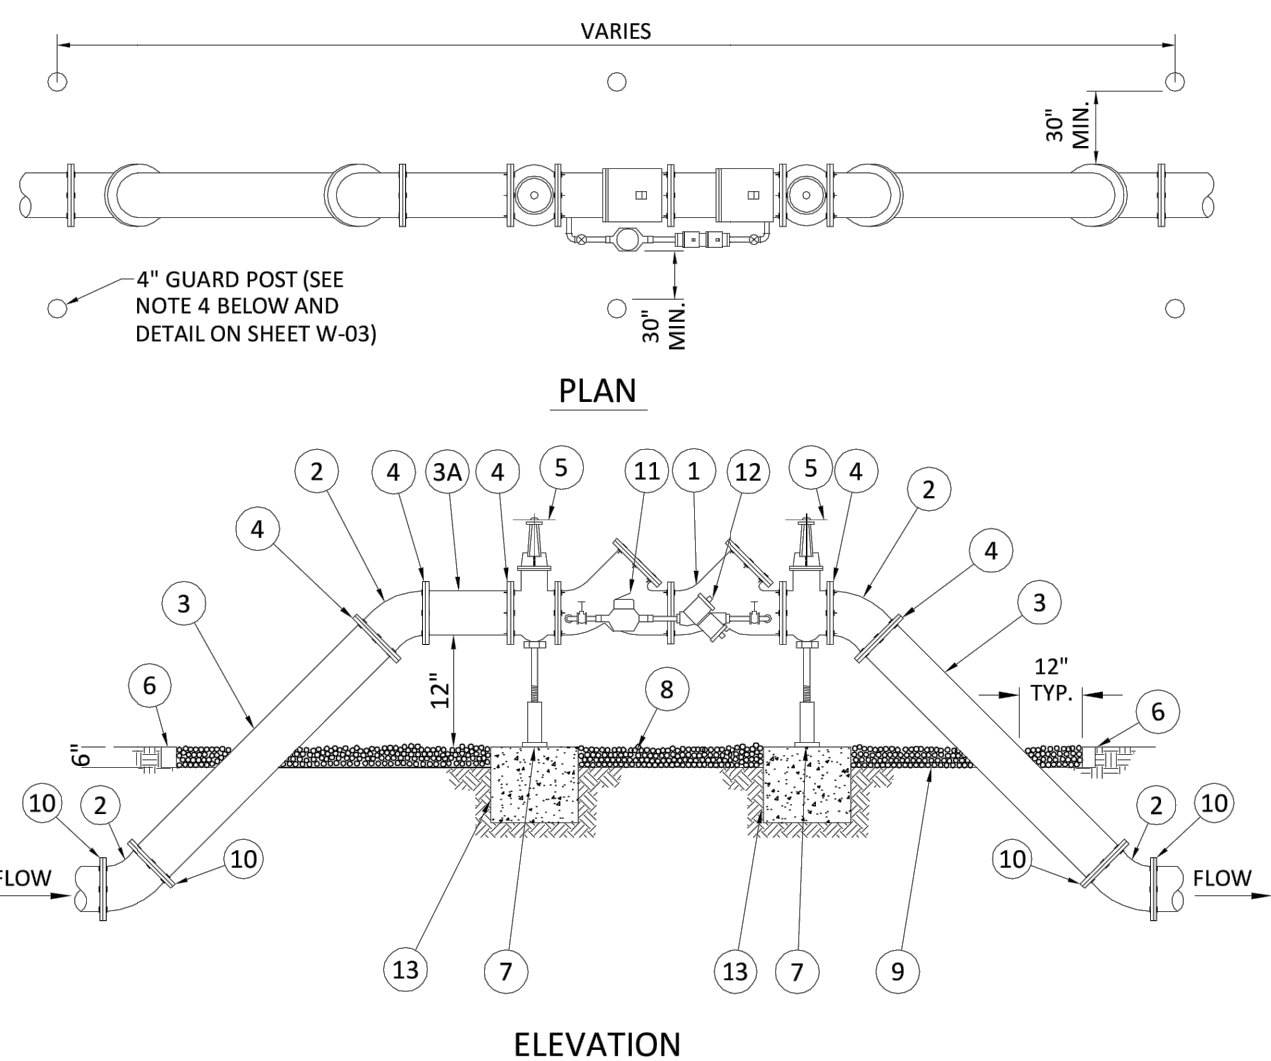 VARIES
30"
MIN.
4" GUARD POST (SEE
NOTE 4 BELOW AND
DETAIL ON SHEET W-03)
30"
MIN.
PLAN
2
4
3A
4
5
11
1
12
5
4
2
4
4
3
3
12"
TYP.
6
12"
8
6
6"
10
2
10
10
2
10
FLOW
FLOW
13
7
13
7
9
ELEVATION